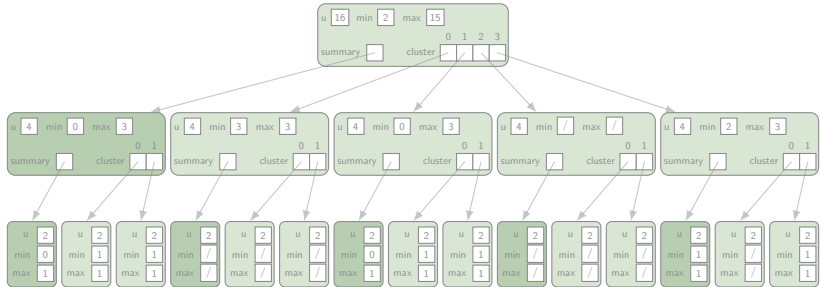 u 16 min 2 max 15
0 1 2 3
summary cluster
u 4 min 0 max 3 u 4 min 3 max 3 u 4 min 0 max 3 u 4 min / max / u 4 min 2 max 3
0 1 0 1 0 1 0 1 0 1
summary cluster summary cluster summary cluster summary cluster summary cluster
u 2 u 2 u 2 u 2 u 2 u 2 u 2 u 2 u 2 u 2 u 2 u 2 u 2 u 2 u 2
min 0 min 1 min 1 min / min / min / min 0 min 1 min 1 min / min / min / min 1 min / min 1
max 1 max 1 max 1 max / max / max / max 1 max 1 max 1 max / max / max / max 1 max / max 1